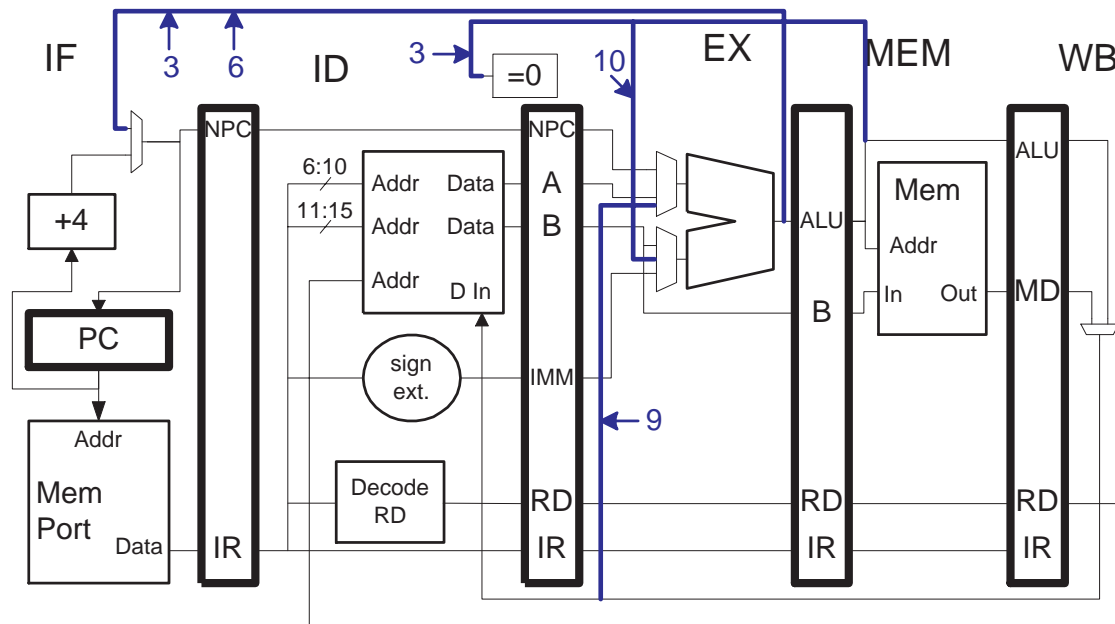 IF
3
6
ID
3
=0
10
EX
MEM
WB
NPC
NPC
6:10
11:15
Addr
Data
Addr
Data
Addr
D In
A
B
ALU
ALU
Mem
Addr
In
Out
+4
PC
B
MD
sign
ext.
IMM
9
Addr
Mem
Port
Data
Decode
RD
RD
RD
RD
IR
IR
IR
IR